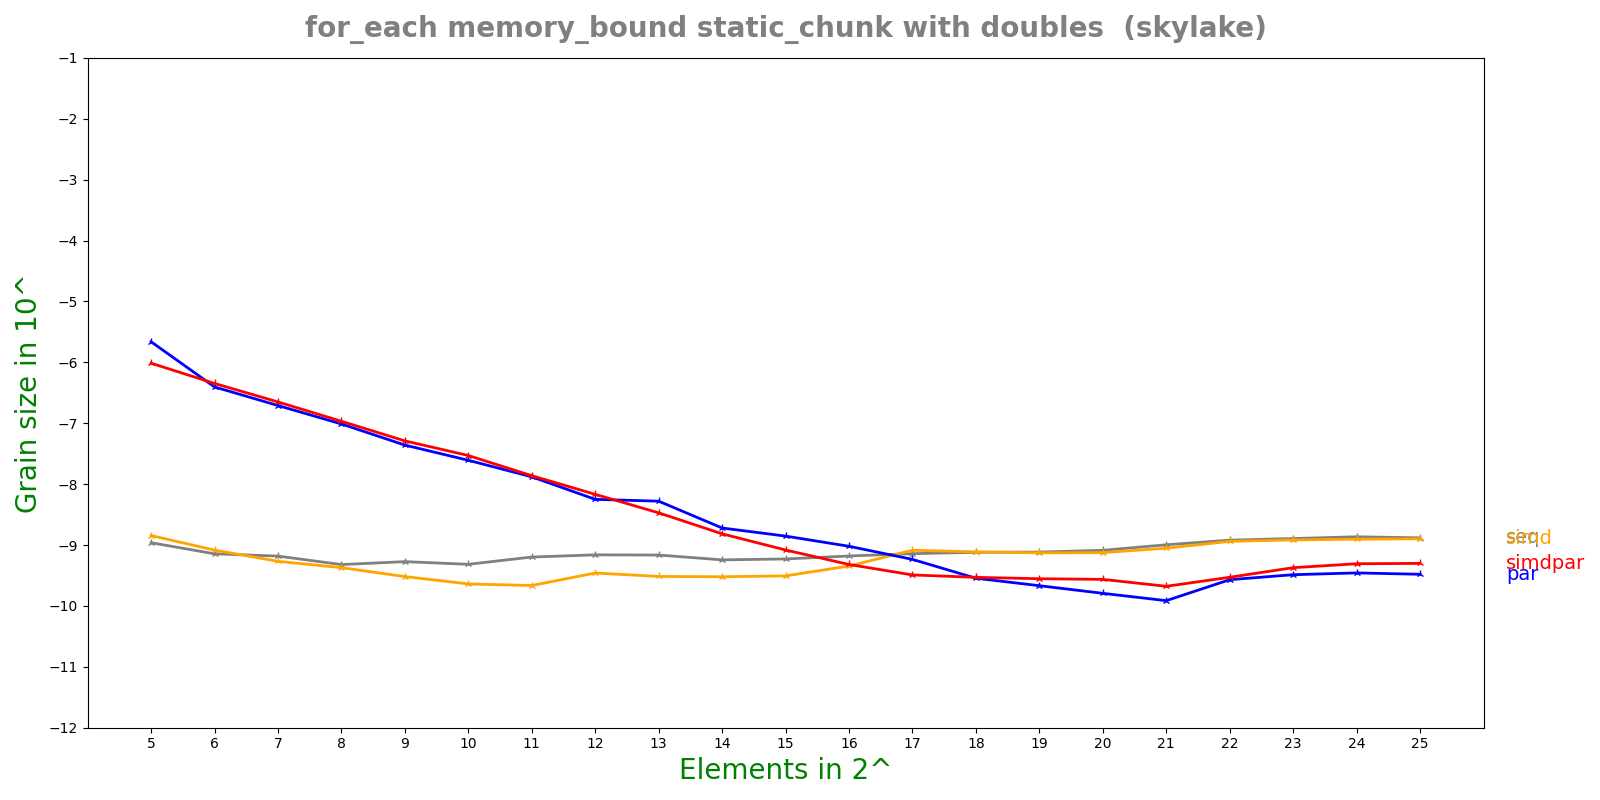 for_each memory_bound static_chunk with doubles (skylake)
Grain size in 10^
−1
−2
−3
−4
−5
−6
−7
−8
−9
−10
−11
−12
seq
simd
simdpar
par
5 6 7 8 9 10 11 12 13 14 15 16 17 18 19 20 21 22 23 24 25
Elements in 2^